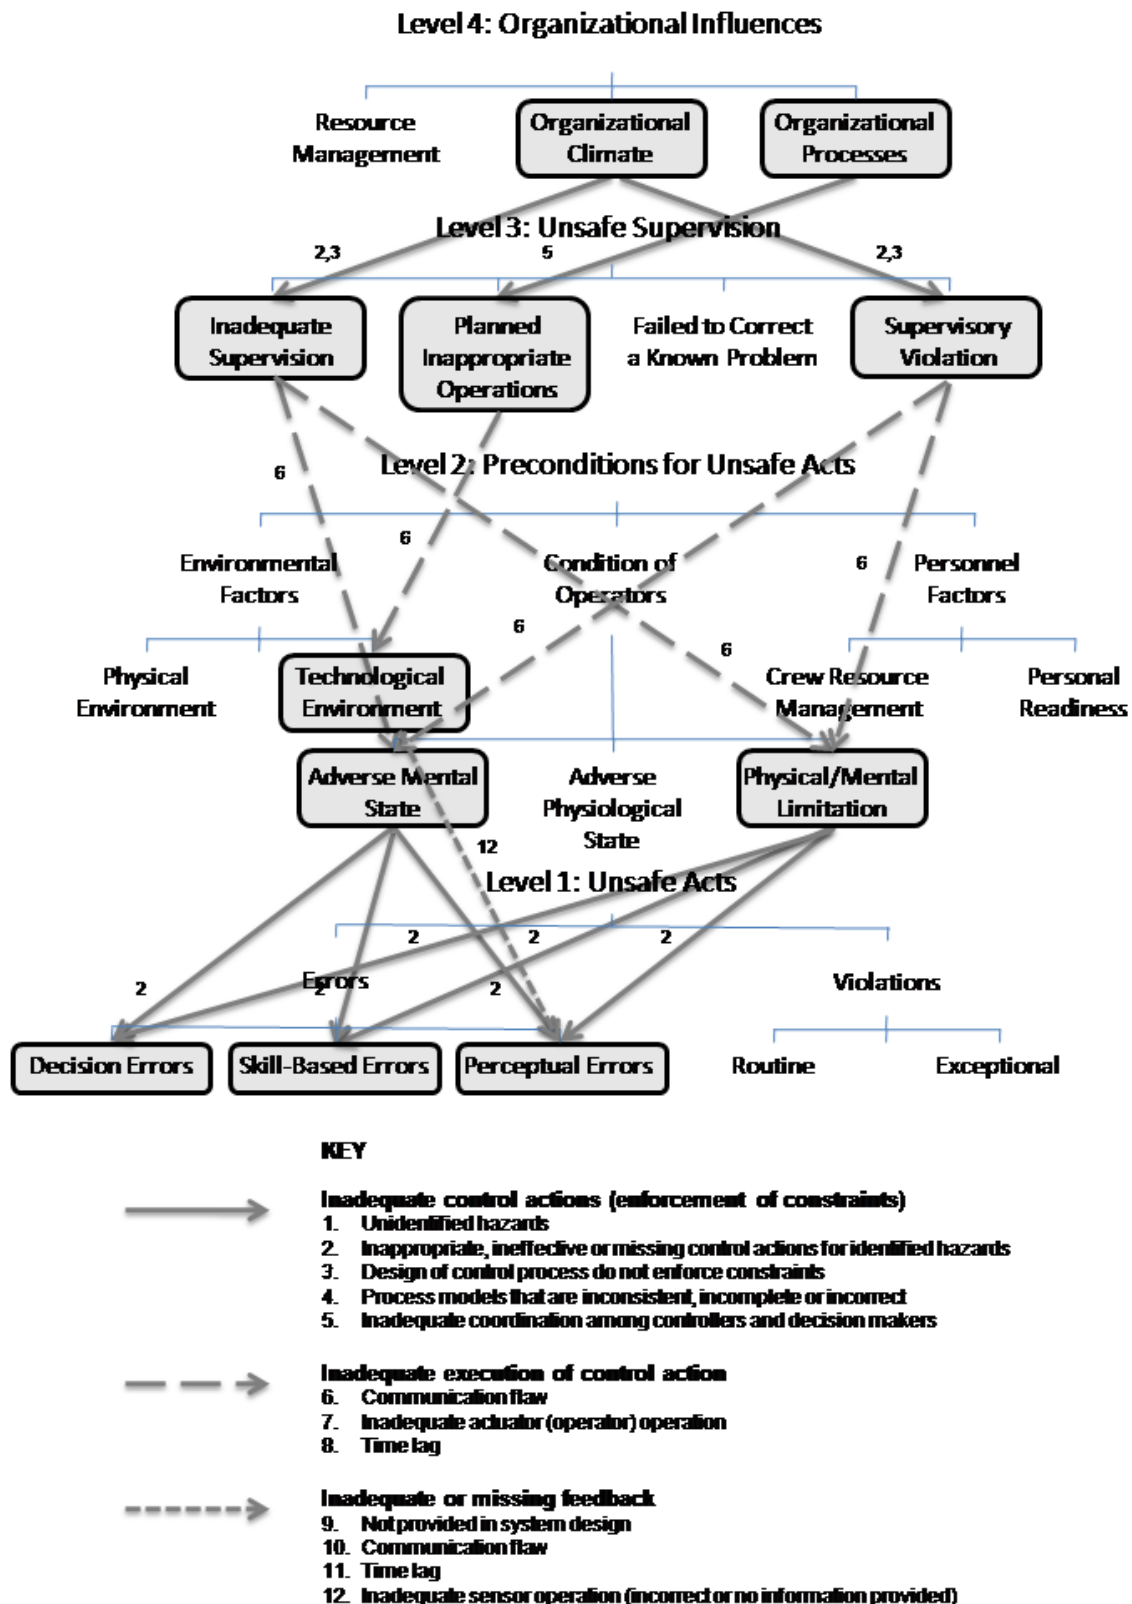 Level 4: Organizational Influences
Resource
Management
Organizational
Climate
Organizational
Processes
Level 3: Unsafe Supervision
2,3
5
2,3
Inadequate
Supervision
Planned
Inappropriate
Operations
Failed to Correct
a Known Problem
Supervisory
Violation
Level 2: Preconditions for Unsafe Acts
6
6
6
Environmental
Factors
Condition of
Operators
Personnel
Factors
6
6
Physical
Environment
Technological
Environment
Crew Resource
Management
Personal
Readiness
Adverse Mental
State
Adverse
Physiological
State
Physical/Mental
Limitation
12
Level 1: Unsafe Acts
2
2
2
Errors
Violations
2
2
2
Decision Errors
Skill-Based Errors
Perceptual Errors
Routine
Exceptional
KEY
Inadequate control actions (enforcement of constraints)
1. Unidentified hazards
2. Inappropriate, ineffective or missing control actions for identified hazards
3. Design of control process do not enforce constraints
4. Process models that are inconsistent, incomplete or incorrect
5. Inadequate coordination among controllers and decision makers
Inadequate execution of control action
6. Communication flaw
7. Inadequate actuator (operator) operation
8. Time lag
Inadequate or missing feedback
9. Not provided in system design
10. Communication flaw
11. Time lag
12. Inadequate sensor operation (incorrect or no information provided)